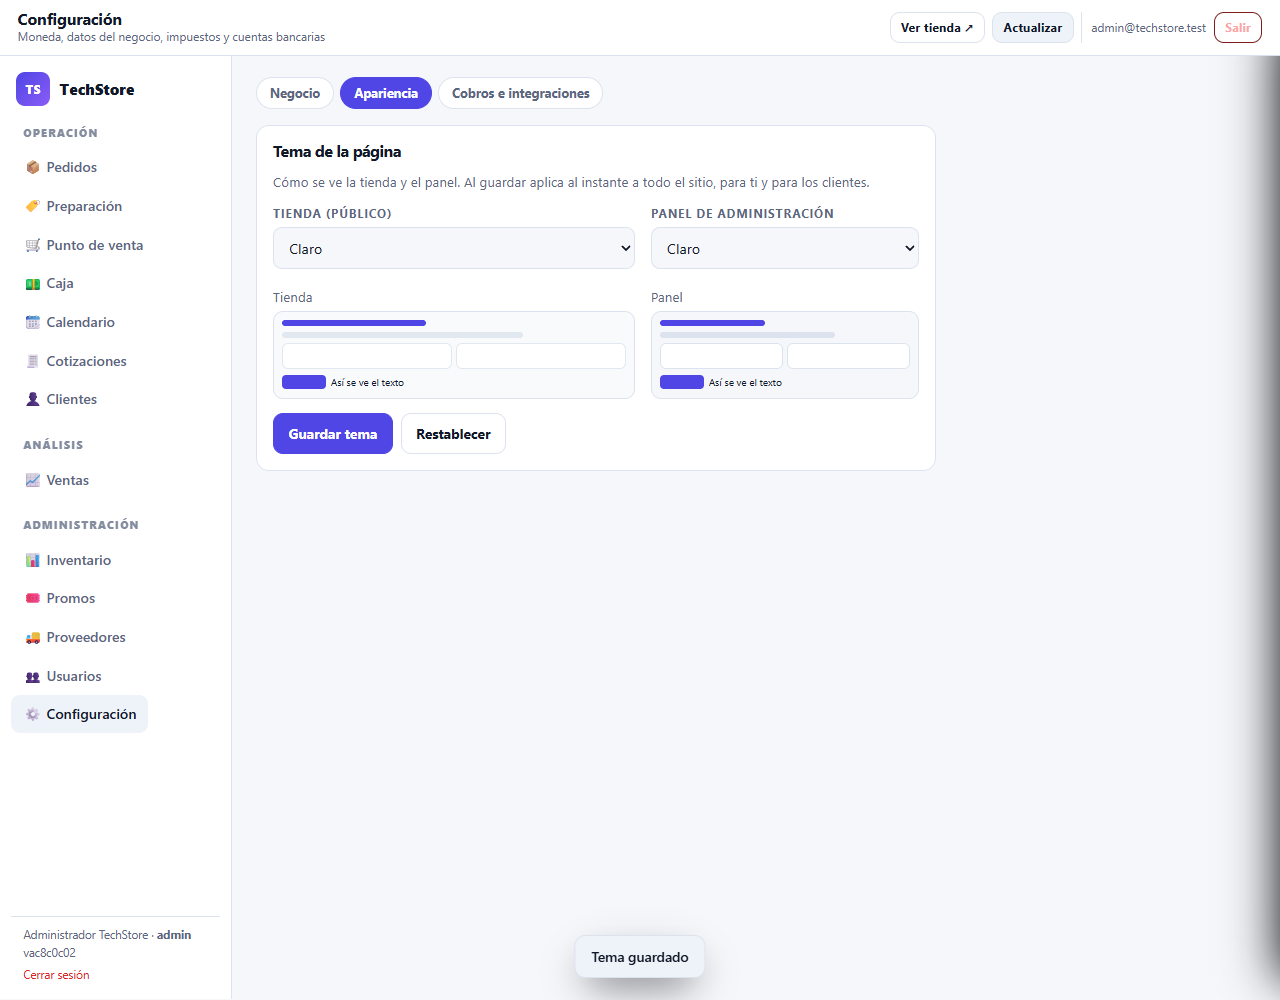 Configuración
Moneda, datos del negocio, impuestos y cuentas bancarias
Ver tienda ↗
Actualizar
admin@techstore.test
Salir
TS
TechStore
OPERACIÓN
Pedidos
Preparación
Punto de venta
Caja
Calendario
Cotizaciones
Clientes
ANÁLISIS
Ventas
ADMINISTRACIÓN
Inventario
Promos
Proveedores
Usuarios
Configuración
Administrador TechStore · admin
vac8c0c02
Cerrar sesión
Negocio
Apariencia
Cobros e integraciones
Tema de la página
Cómo se ve la tienda y el panel. Al guardar aplica al instante a todo el sitio, para ti y para los clientes.
TIENDA (PÚBLICO)
Claro
PANEL DE ADMINISTRACIÓN
Claro
Tienda
Así se ve el texto
Panel
Así se ve el texto
Guardar tema
Restablecer
Tema guardado